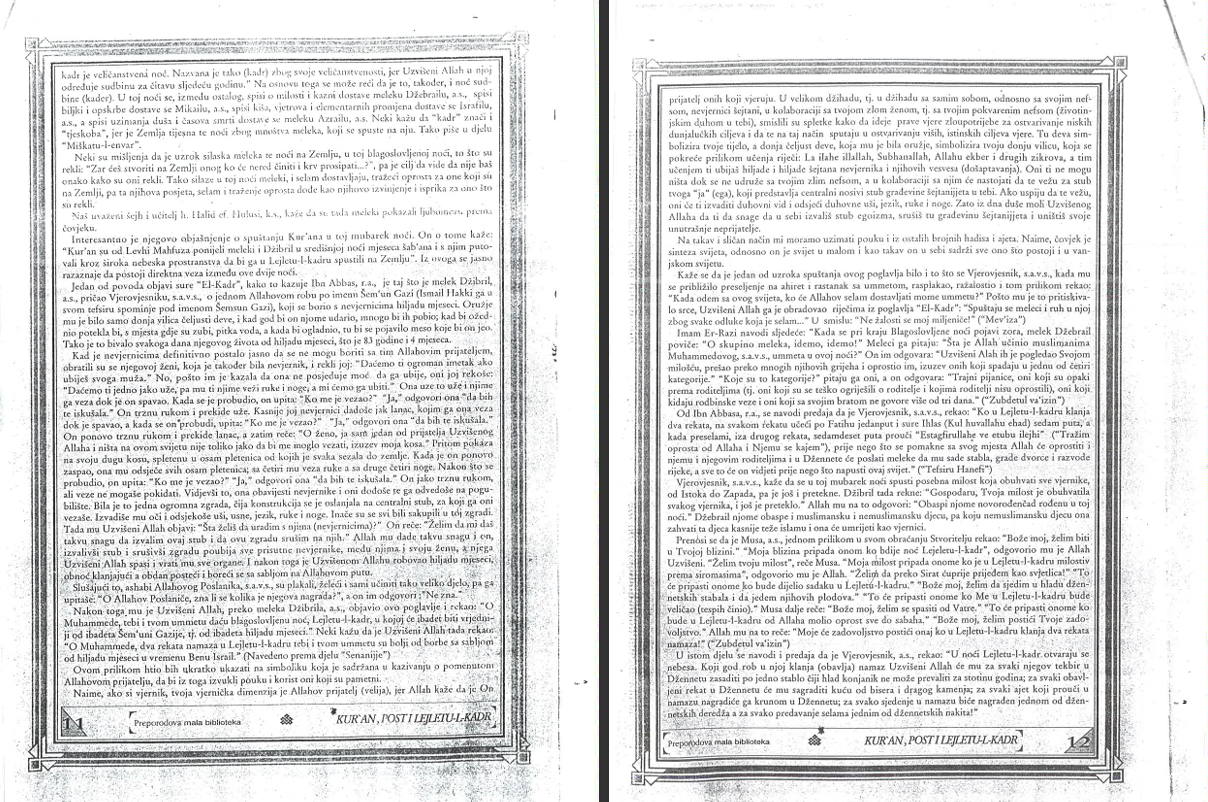 kadr je veličanstvena noć. Nazvana je tako (kadr) zbog svoje veličanstvenosti, jer Uzvišeni Allah u njoj
određuje sudbinu za čitavu sljedeću godinu." Na osnovu toga se može reći da je to, također, i noć sud-
bine (kader). U toj noći se, između ostalog, spisi o milosti i kazni dostave meleku Džebrailu, a.s., spisi
biljki i opskrbe dostave se Mikailu, a.s., spisi kiša, vjetrova i elementarnih promjena dostave se Israfilu,
a.s., a spisi uzimanja duša i časova smrti dostave se meleku Azrailu, a.s. Neki kažu da "kadr" znači i
"tjeskoba", jer je Zemlja tijesna te noći zbog mnoštva meleka, koji se spuste na nju. Tako piše u djelu
"Miškatu-l-envar".
Neki su mišljenja da je uzrok silaska meleka te noći na Zemlju, u toj blagoslovljenoj noći, to što su
rekli: "Zar ćeš stvoriti na Zemlji onog ko će nered činiti i krv prosipati...?", pa je cilj da vide da nije baš
onako kako su oni rekli. Tako silaze u toj noći meleki, i selam dostavljaju, tražeći oprosta za one koji su
na Zemlji, pa ta njihova posjeta, selam i traženje oprosta dođe kao njihovo izvinjenje i isprika za ono što
su rekli.
Naš uvaženi šejh i učitelj h. Halid ef. Hulusi, k.s., kaže da su tada meleki pokazali ljubomoru prema
čovjeku.
Interesantno je njegovo objašnjenje o spuštanju Kur'ana u toj mubarek noći. On o tome kaže:
"Kur'an su od Levhi Mahfuza ponijeli meleki i Džibril u središnjoj noći mjeseca šab'ana i s njim puto-
vali kroz široka nebeska prostranstva da bi ga u Lejletu-l-kadru spustili na Zemlju". Iz ovoga se jasno
razaznaje da postoji direktna veza između ove dvije noći.
Jedan od povoda objavi sure "El-Kadr", kako to kazuje Ibn Abbas, r.a., je taj što je melek Džibril,
a.s., pričao Vjerovjesniku, s.a.v.s., o jednom Allahovom robu po imenu Šem'un Gazi (Ismail Hakki ga u
svom tefsiru spominje pod imenom Šemsun Gazi), koji se borio s nevjernicima hiljadu mjeseci. Oružje
mu je bilo samo donja vilica čeljusti deve, i kad god bi on njome udario, mnogo bi ih pobio; kad bi ožed-
nio potekla bi, s mjesta gdje su zubi, pitka voda, a kada bi ogladnio, tu bi se pojavilo meso koje bi on jeo.
Tako je to bivalo svakoga dana njegovog života od hiljadu mjeseci, što je 83 godine i 4 mjeseca.
Kad je nevjernicima definitivno postalo jasno da se ne mogu boriti sa tim Allahovim prijateljem,
obratili su se njegovoj ženi, koja je također bila nevjernik, i rekli joj: "Daćemo ti ogroman imetak ako
ubiješ svoga muža." No, pošto im je kazala da ona ne posjeduje moć da ga ubije, oni joj rekoše:
"Daćemo ti jedno jako uže, pa mu ti njime veži ruke i noge, a mi ćemo ga ubiti." Ona uze to uže i njime
ga veza dok je on spavao. Kada se je probudio, on upita: "Ko me je vezao?" "Ja," odgovori ona "da bih
te iskušala." On trznu rukom i prekide uže. Kasnije joj nevjernici dadoše jak lanac, kojim ga ona veza
dok je spavao, a kada se on probudi, upita: "Ko me je vezao?" "Ja," odgovori ona "da bih te iskušala."
On ponovo trznu rukom i prekide lanac, a zatim reče: "O ženo, ja sam jedan od prijatelja Uzvišenog
Allaha i ništa na ovom svijetu nije toliko jako da bi me moglo vezati, izuzev moja kosa." Pritom pokaza
na svoju dugu kosu, spletenu u osam pletenica od kojih je svaka sezala do zemlje. Kada je on ponovo
zaspao, ona mu odsječe svih osam pletenica; sa četiri mu veza ruke a sa druge četiri noge. Nakon što se
probudio, on upita: "Ko me je vezao?" "Ja," odgovori ona "da bih te iskušala." On jako trznu rukom,
ali veze ne mogaše pokidati. Vidjevši to, ona obavijesti nevjernike i oni dođoše te ga odvedoše na pogu-
bilište. Bila je to jedna ogromna zgrada, čija konstrukcija se je oslanjala na centralni stub, za koji ga oni
vezaše. Izvadiše mu oči i odsjekoše uši, usne, jezik, ruke i noge. Inače su se svi bili sakupili u toj zgradi.
Tada mu Uzvišeni Allah objavi: "Šta želiš da uradim s njima (nevjernicima)?" On reče: "Želim da mi daš
takvu snagu da izvalim ovaj stub i da ovu zgradu srušim na njih." Allah mu dade takvu snagu i on,
izvalivši stub i srušivši zgradu poubija sve prisutne nevjernike, među njima i svoju ženu, a njega
Uzvišeni Allah spasi i vrati mu sve organe. I nakon toga je Uzvišenom Allahu robovao hiljadu mjeseci,
obnoć klanjajući a obdan posteći i boreći se sa sabljom na Allahovom putu.
Slušajući to, ashabi Allahovog Poslanika, s.a.v.s., su plakali, želeći i sami učiniti tako veliko djelo, pa ga
upitaše: "O Allahov Poslaniče, zna li se kolika je njegova nagrada?", a on im odgovori: "Ne zna."
Nakon toga mu je Uzvišeni Allah, preko meleka Džibrila, a.s., objavio ovo poglavlje i rekao: "O
Muhammede, tebi i tvom ummetu daću blagoslovljenu noć, Lejletu-l-kadr, u kojoj će ibadet biti vrjedni-
ji od ibadeta Šem'uni Gazije, tj. od ibadeta hiljadu mjeseci." Neki kažu da je Uzvišeni Allah tada rekao:
"O Muhammede, dva rekata namaza u Lejletu-l-kadru tebi i tvom ummetu su bolji od borbe sa sabljom
od hiljadu mjeseci u vremenu Benu Israil." (Navedeno prema djelu "Senanije")
Ovom prilikom htio bih ukratko ukazati na simboliku koja je sadržana u kazivanju o pomenutom
Allahovom prijatelju, da bi iz toga izvukli pouku i korist oni koji su pametni.
Naime, ako si vjernik, tvoja vjernička dimenzija je Allahov prijatelj (velija), jer Allah kaže da je On
11
Preporodova mala biblioteka
KUR'AN, POST I LEJLETU-L-KADR
prijatelj onih koji vjeruju. U velikom džihadu, tj. u džihadu sa samim sobom, odnosno sa svojim nef-
som, nevjernici šejtani, u kolaboraciji sa tvojom zlom ženom, tj. sa tvojim pokvarenim nefsom (životin-
jskim duhom u tebi), smislili su spletke kako da ideje prave vjere zloupotrijebe za ostvarivanje niskih
dunjalučkih ciljeva i da te na taj način sputaju u ostvarivanju viših, istinskih ciljeva vjere. Tu deva sim-
bolizira tvoje tijelo, a donja čeljust deve, koja mu je bila oružje, simbolizira tvoju donju vilicu, koja se
pokreće prilikom učenja riječi: La ilahe illallah, Subhanallah, Allahu ekber i drugih zikrova, a tim
učenjem ti ubijaš hiljade i hiljade šejtana nevjernika i njihovih vesvesa (došaptavanja). Oni ti ne mogu
ništa dok se ne udruže sa tvojim zlim nefsom, a u kolaboraciji sa njim će nastojati da te vežu za stub
tvoga "ja" (ega), koji predstavlja centralni nosivi stub građevine šejtanijjeta u tebi. Ako uspiju da te vežu,
oni će ti izvaditi duhovni vid i odsjeći duhovne uši, jezik, ruke i noge. Zato iz dna duše moli Uzvišenog
Allaha da ti da snage da u sebi izvališ stub egoizma, srušiš tu građevinu šejtanijjeta i uništiš svoje
unutrašnje neprijatelje.
Na takav i sličan način mi moramo uzimati pouku i iz ostalih brojnih hadisa i ajeta. Naime, čovjek je
sinteza svijeta, odnosno on je svijet u malom i kao takav on u sebi sadrži sve ono što postoji i u van-
jskom svijetu.
Kaže se da je jedan od uzroka spuštanja ovog poglavlja bilo i to što se Vjerovjesnik, s.a.v.s., kada mu
se približilo preseljenje na ahiret i rastanak sa ummetom, rasplakao, ražalostio i tom prilikom rekao:
"Kada odem sa ovog svijeta, ko će Allahov selam dostavljati mome ummetu?" Pošto mu je to pritiskiva-
lo srce, Uzvišeni Allah ga je obradovao riječima iz poglavlja "El-Kadr": "Spuštaju se meleci i ruh u njoj
zbog svake odluke koja je selam..." U smislu: "Ne žalosti se moj miljeniče!" ("Mev'iza")
Imam Er-Razi navodi sljedeće: "Kada se pri kraju Blagoslovljene noći pojavi zora, melek Džebrail
poviče: "O skupino meleka, idemo, idemo!" Meleci ga pitaju: "Šta je Allah učinio muslimanima
Muhammedovog, s.a.v.s., ummeta u ovoj noći?" On im odgovara: "Uzvišeni Alah ih je pogledao Svojom
milošću, prešao preko mnogih njihovih grijeha i oprostio im, izuzev onih koji spadaju u jednu od četiri
kategorije." "Koje su to kategorije?" pitaju ga oni, a on odgovara: "Trajni pijanice, oni koji su opaki
prema roditeljima (tj. oni koji su se teško ogriješili o roditelje i kojima roditelji nisu oprostili), oni koji
kidaju rodbinske veze i oni koji sa svojim bratom ne govore više od tri dana." ("Zubdetul va'izin")
Od Ibn Abbasa, r.a., se navodi predaja da je Vjerovjesnik, s.a.v.s., rekao: "Ko u Lejletu-l-kadru klanja
dva rekata, na svakom rekatu učeći po Fatihu jedanput i sure Ihlas (Kul huvallahu ehad) sedam puta, a
kada preselami, iza drugog rekata, sedamdeset puta prouči "Estagfirullahe ve etubu ilejhi" ("Tražim
oprosta od Allaha i Njemu se kajem"), prije nego što se pomakne sa svog mjesta Allah će oprostiti i
njemu i njegovim roditeljima i u Džennete će poslati meleke da mu sade stabla, grade dvorce i razvode
rijeke, a sve to će on vidjeti prije nego što napusti ovaj svijet." ("Tefsiru Hanefi")
Vjerovjesnik, s.a.v.s., kaže da se u toj mubarek noći spusti posebna milost koja obuhvati sve vjernike,
od Istoka do Zapada, pa je još i pretekne. Džibril tada rekne: "Gospodaru, Tvoja milost je obuhvatila
svakog vjernika, i još je preteklo." Allah mu na to odgovori: "Obaspi njome novorođenčad rođenu u toj
noći." Džebrail njome obaspe i muslimansku i nemuslimansku djecu, pa koju nemuslimansku djecu ona
zahvati ta djeca kasnije teže islamu i ona će umrijeti kao vjernici.
Prenosi se da je Musa, a.s., jednom prilikom u svom obraćanju Stvoritelju rekao: "Bože moj, želim biti
u Tvojoj blizini." "Moja blizina pripada onom ko bdije noć Lejletu-l-kadr", odgovorio mu je Allah
Uzvišeni. "Želim tvoju milost", reče Musa. "Moja milost pripada onome ko je u Lejletu-l-kadru milostiv
prema siromasima", odgovorio mu je Allah. "Želim da preko Sirat ćuprije prijeđem kao svjetlica!" "To
će pripasti onome ko bude dijelio sadaku u Lejletu-l-kadru." "Bože moj, želim da sjedim u hladu džen-
netskih stabala i da jedem njihovih plodova." "To će pripasti onome ko Me u Lejletu-l-kadru bude
veličao (tespih činio)." Musa dalje reče: "Bože moj, želim se spasiti od Vatre." "To će pripasti onome ko
bude u Lejletu-l-kadru od Allaha molio oprost sve do sabaha." "Bože moj, želim postići Tvoje zado-
voljstvo." Allah mu na to reče: "Moje će zadovoljstvo postići onaj ko u Lejletu-l-kadru klanja dva rekata
namaza!" ("Zubdetul va'izin")
U istom djelu se navodi i predaja da je Vjerovjesnik, a.s., rekao: "U noći Lejletu-l-kadr otvaraju se
nebesa. Koji god rob u njoj klanja (obavlja) namaz Uzvišeni Allah će mu za svaki njegov tekbir u
Džennetu zasaditi po jedno stablo čiji hlad konjanik ne može prevaliti za stotinu godina; za svaki obavl-
jeni rekat u Džennetu će mu sagraditi kuću od bisera i dragog kamenja; za svaki ajet koji prouči u
namazu nagradiće ga krunom u Džennetu; za svako sjedenje u namazu biće nagrađen jednom od džen-
netskih deredža a za svako predavanje selama jednim od džennetskih nakita!"
Preporodova mala biblioteka
KUR'AN, POST I LEJLETU-L-KADR
12